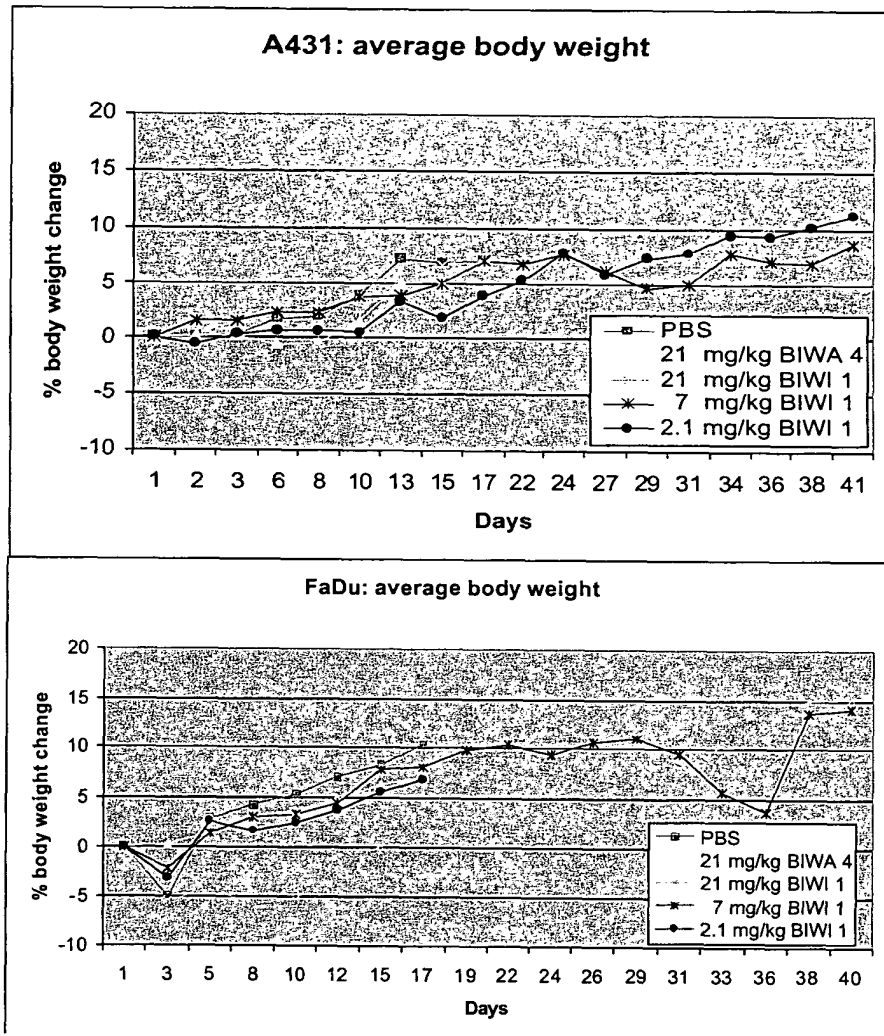 A431: average body weight
20
15
10
5
0
-5
-10
% body weight change
PBS
21 mg/kg BIWA 4
21 mg/kg BIWI 1
7 mg/kg BIWI 1
2.1 mg/kg BIWI 1
1 2 3 6 8 10 13 15 17 22 24 27 29 31 34 36 38 41
Days
FaDu: average body weight
20
15
10
5
0
-5
-10
% body weight change
PBS
21 mg/kg BIWA 4
21 mg/kg BIWI 1
7 mg/kg BIWI 1
2.1 mg/kg BIWI 1
1 3 5 8 10 12 15 17 19 22 24 26 29 31 33 36 38 40
Days